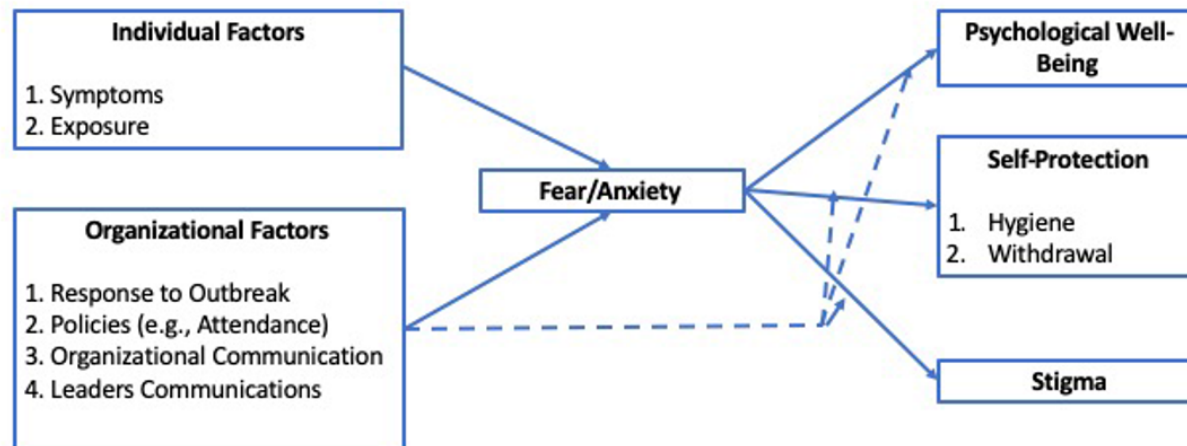 Individual Factors
1. Symptoms
2. Exposure
Organizational Factors
1. Response to Outbreak
2. Policies (e.g., Attendance)
3. Organizational Communication
4. Leaders Communications
Fear/Anxiety
Psychological Well-
Being
Self-Protection
1. Hygiene
2. Withdrawal
Stigma